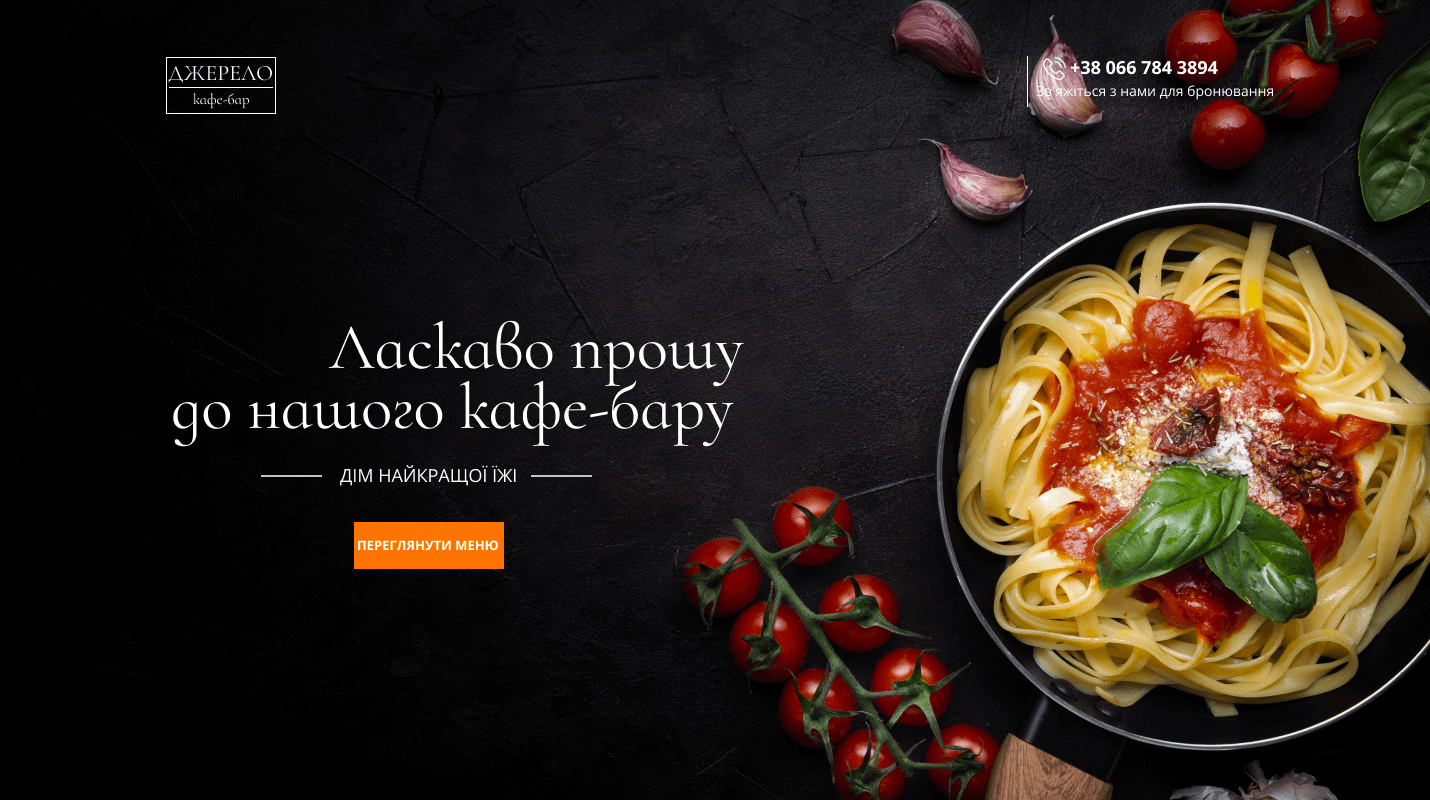 ДЖЕРЕЛО
кафе-бар
+38 066 784 3894
Зв'яжіться з нами для бронювання
Ласкаво прошу
до нашого кафе-бару
ДІМ НАЙКРАЩОЇ ЇЖІ
ПЕРЕГЛЯНУТИ МЕНЮ